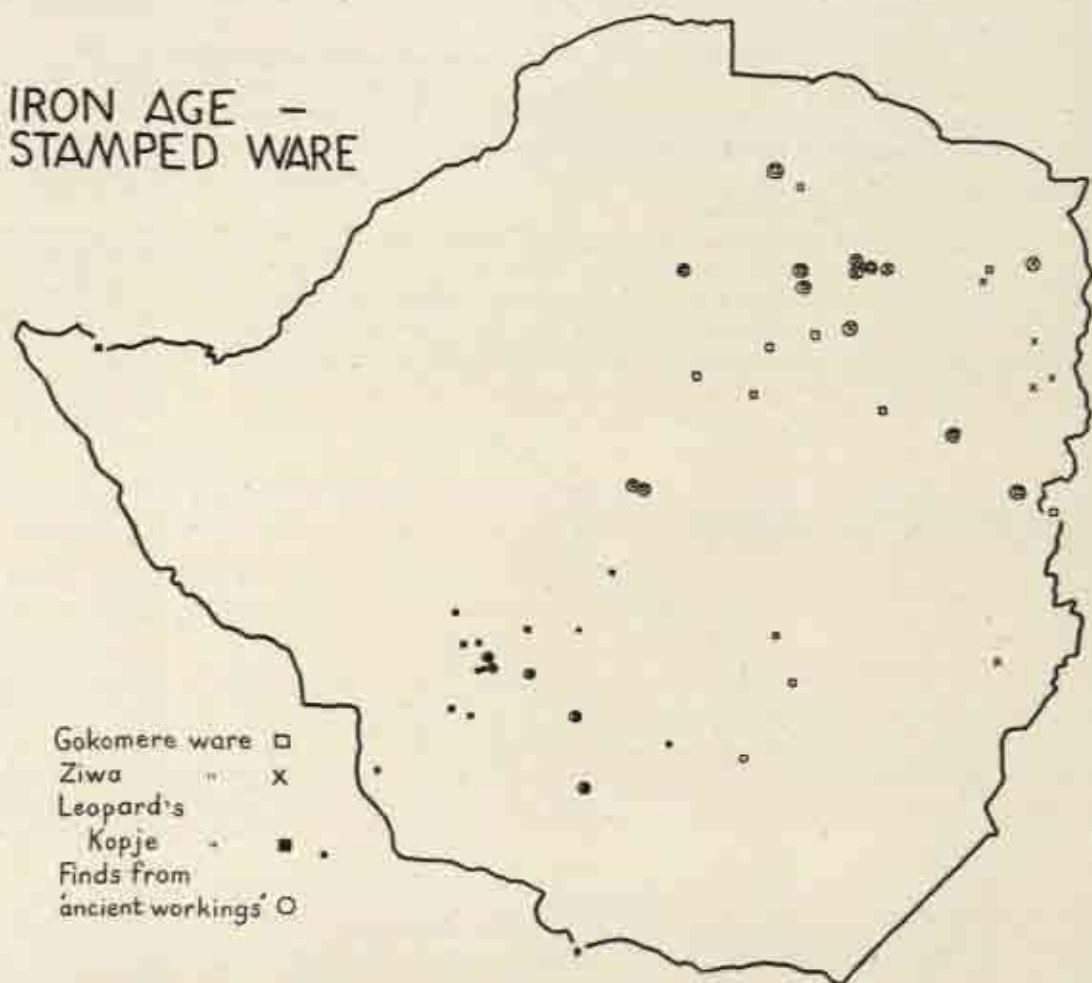 IRON AGE –
STAMPED WARE
Gokomere ware □
Ziwa " x
Leopard's
Kopje " ■
Finds from
'ancient workings' O